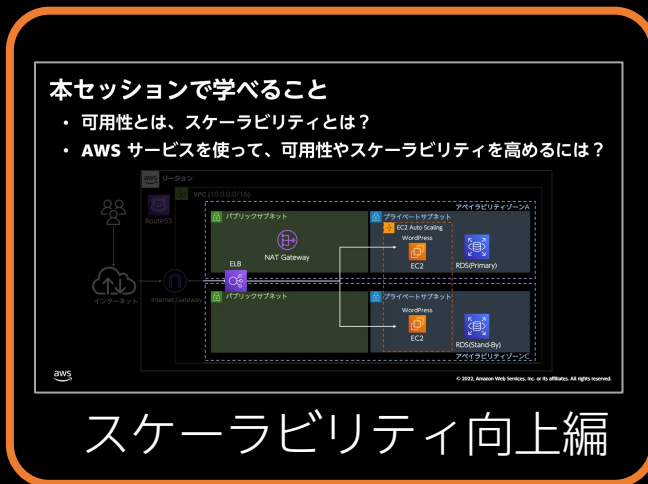 本セッションで学べること
・ 可用性とは、スケーラビリティとは？
・ AWS サービスを使って、可用性やスケーラビリティを高めるには？
aws リージョン
VPC (10.0.0.0/16)
アベイラビリティゾーンA
Route53
パブリックサブネット
プライベートサブネット
EC2 Auto Scaling
WordPress
NAT Gateway
EC2
RDS(Primary)
ELB
インターネット
Internet Gateway
パブリックサブネット
プライベートサブネット
WordPress
EC2
RDS(Stand-By)
アベイラビリティゾーンC
aws
© 2022, Amazon Web Services, Inc. or its affiliates. All rights reserved.
スケーラビリティ向上編